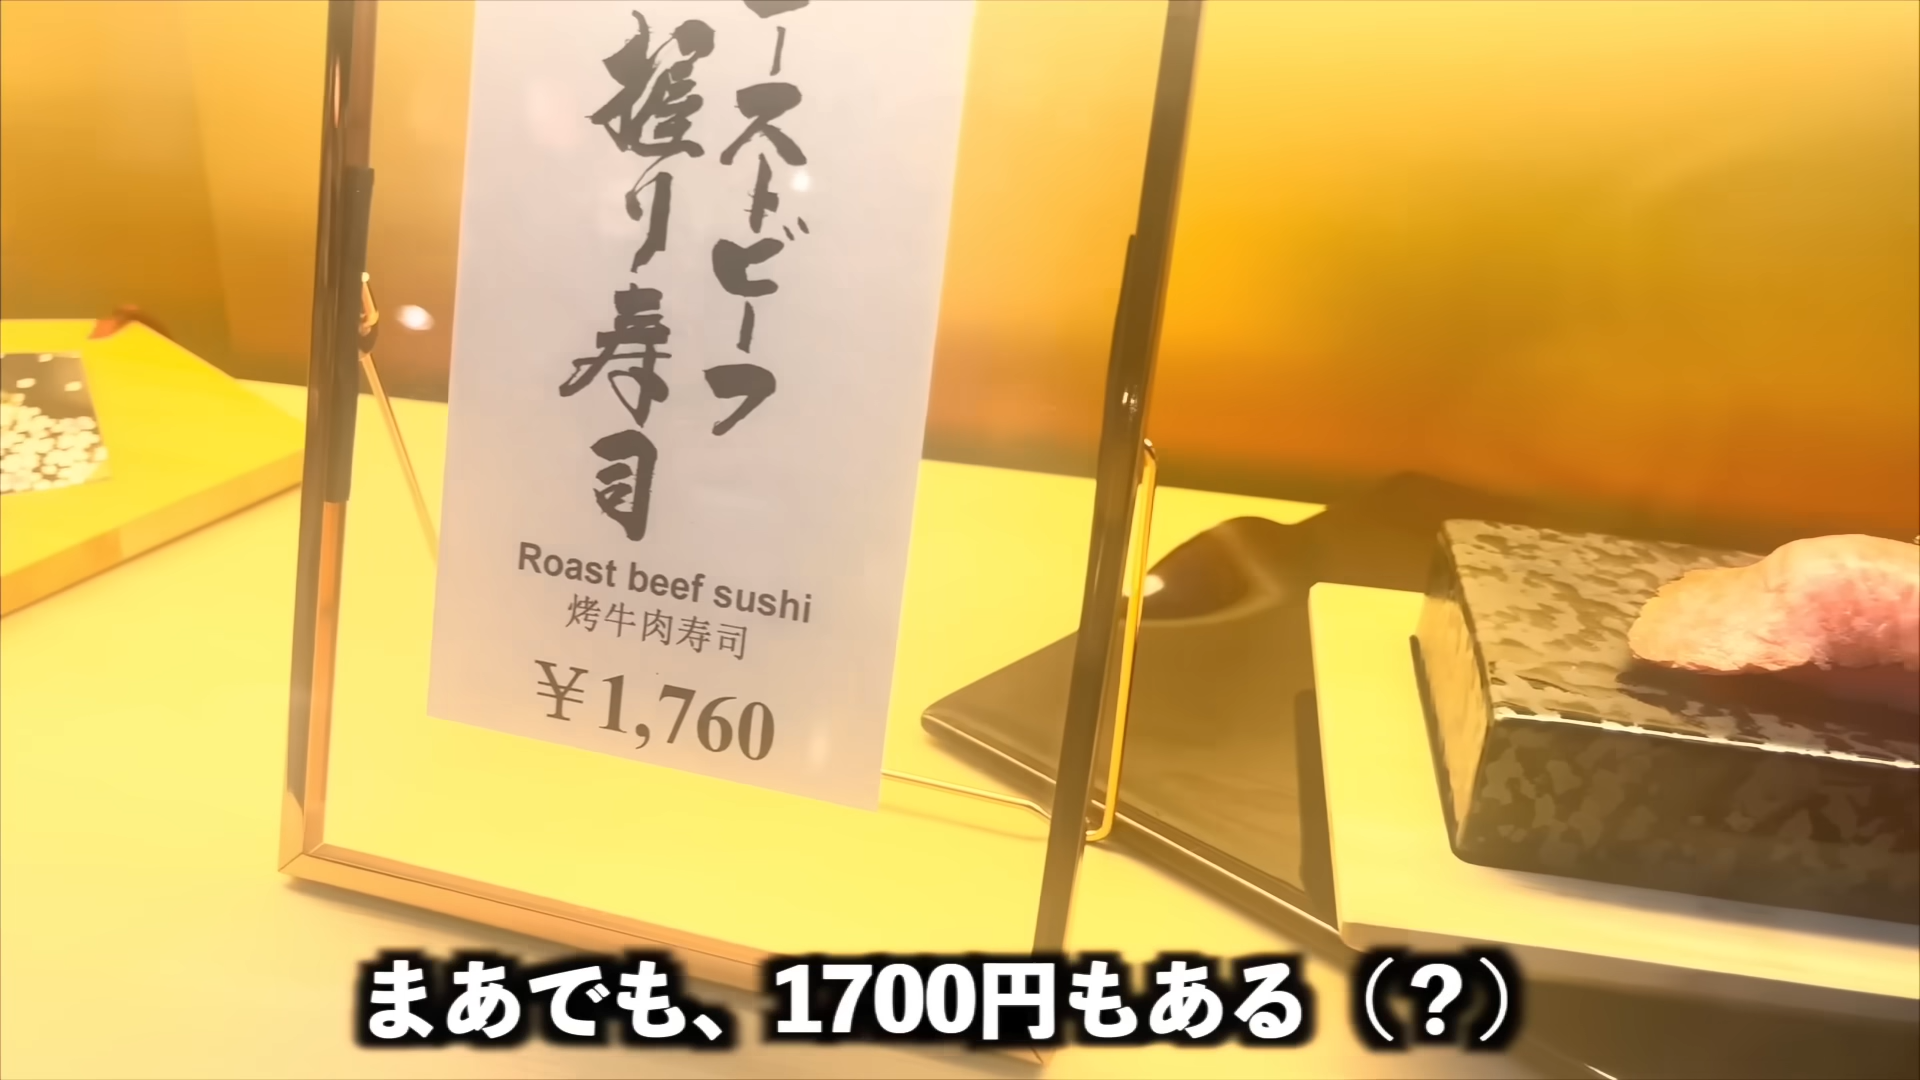 ーストビーフ
握り寿司
Roast beef sushi
烤牛肉寿司
￥1,760
まあでも、1700円もある（？）